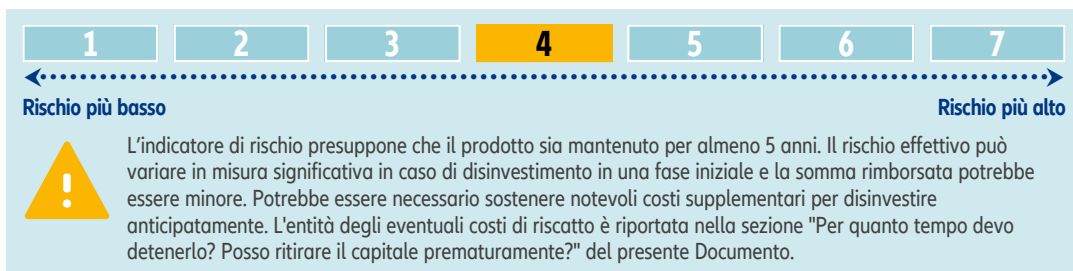 1 2 3 4 5 6 7
Rischio più basso Rischio più alto
L'indicatore di rischio presuppone che il prodotto sia mantenuto per almeno 5 anni. Il rischio effettivo può
variare in misura significativa in caso di disinvestimento in una fase iniziale e la somma rimborsata potrebbe
essere minore. Potrebbe essere necessario sostenere notevoli costi supplementari per disinvestire
anticipatamente. L'entità degli eventuali costi di riscatto è riportata nella sezione "Per quanto tempo devo
detenerlo? Posso ritirare il capitale prematuramente?" del presente Documento.